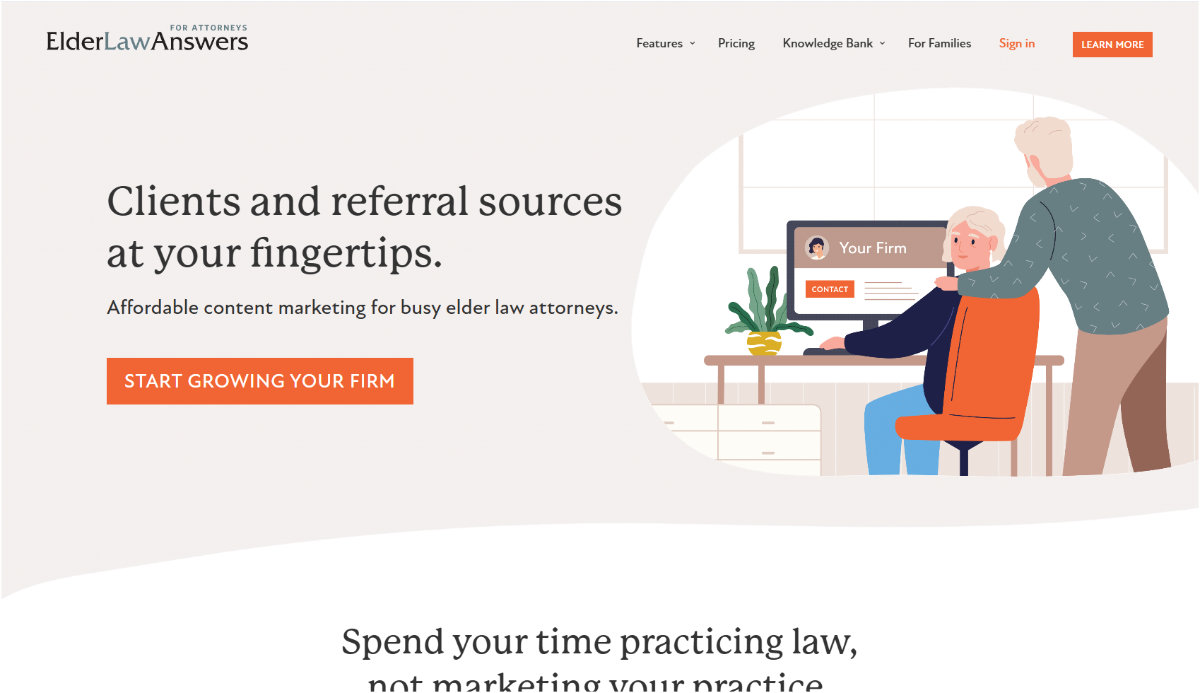 FOR ATTORNEYS
ElderLawAnswers
Features
Pricing
Knowledge Bank
For Families
Sign in
LEARN MORE
Clients and referral sources
at your fingertips.
Affordable content marketing for busy elder law attorneys.
START GROWING YOUR FIRM
Your Firm
CONTACT
Spend your time practicing law,
not marketing your practice